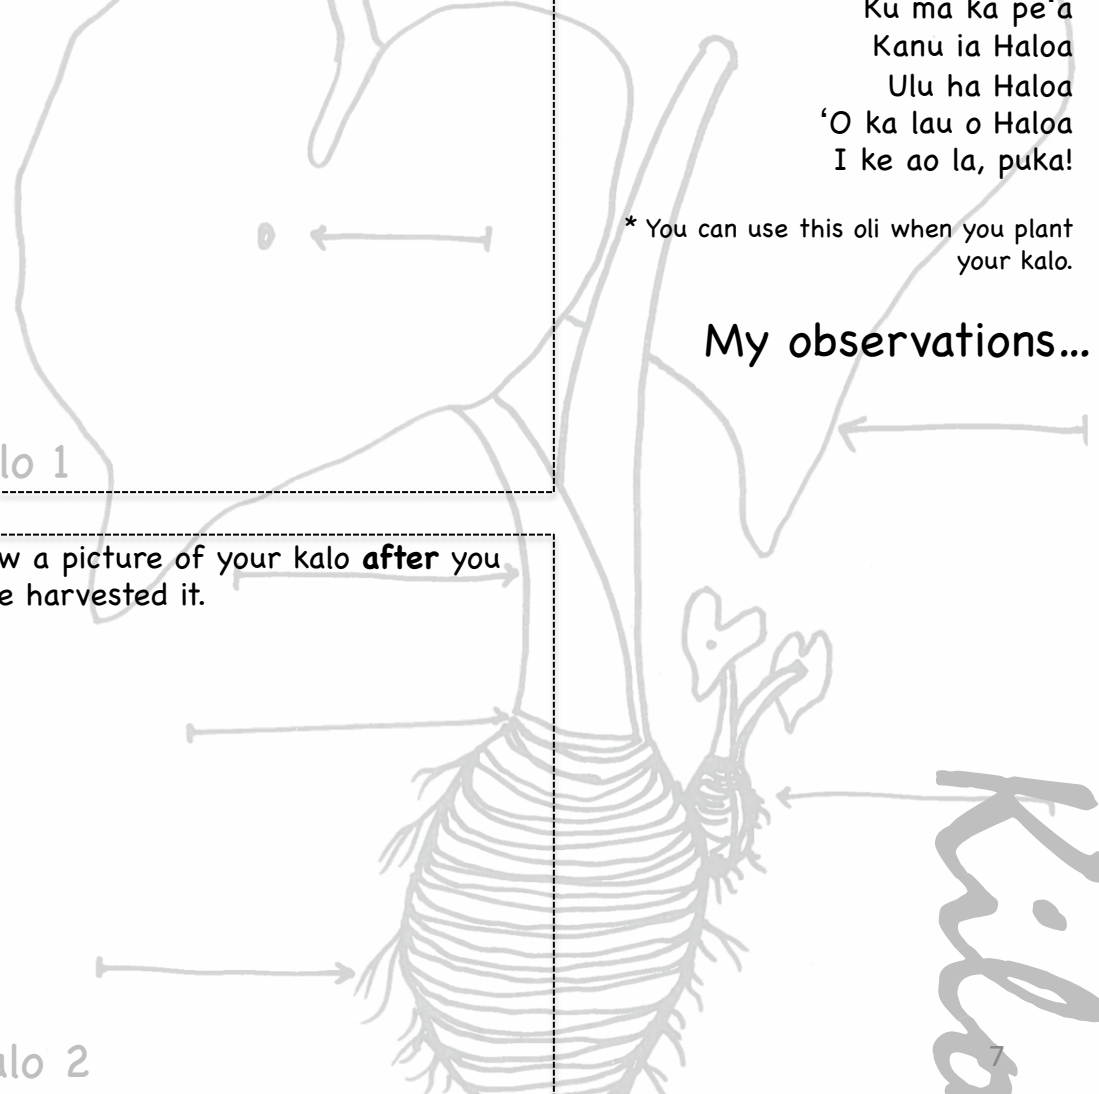 Ku ma ka pe‘a
Kanu ia Haloa
Ulu ha Haloa
‘O ka lau o Haloa
I ke ao la, puka!
* You can use this oli when you plant
your kalo.
My observations...
lo 1
w a picture of your kalo after you
e harvested it.
alo 2
Kilo
7